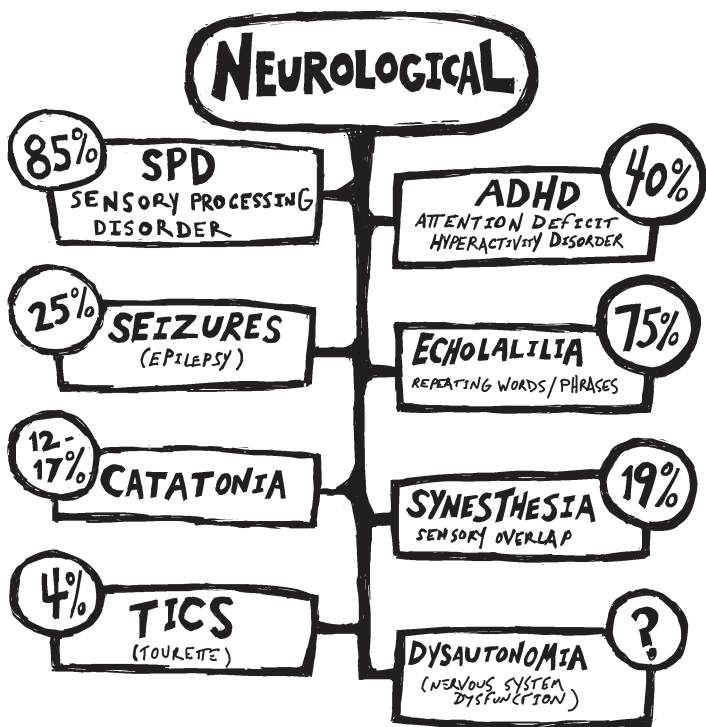 NEUROLOGICAL
85%
SPD
SENSORY PROCESSING
DISORDER
40%
ADHD
ATTENTION DEFICIT
HYPERACTIVITY DISORDER
25%
SEIZURES
(EPILEPSY)
75%
ECHOLALILIA
REPEATING WORDS/PHRASES
12-
17%
CATATONIA
19%
SYNESTHESIA
SENSORY OVERLAP
4%
TICS
(TOURETTE)
?
DYSAUTONOMIA
(NERVOUS SYSTEM
DYSFUNCTION)